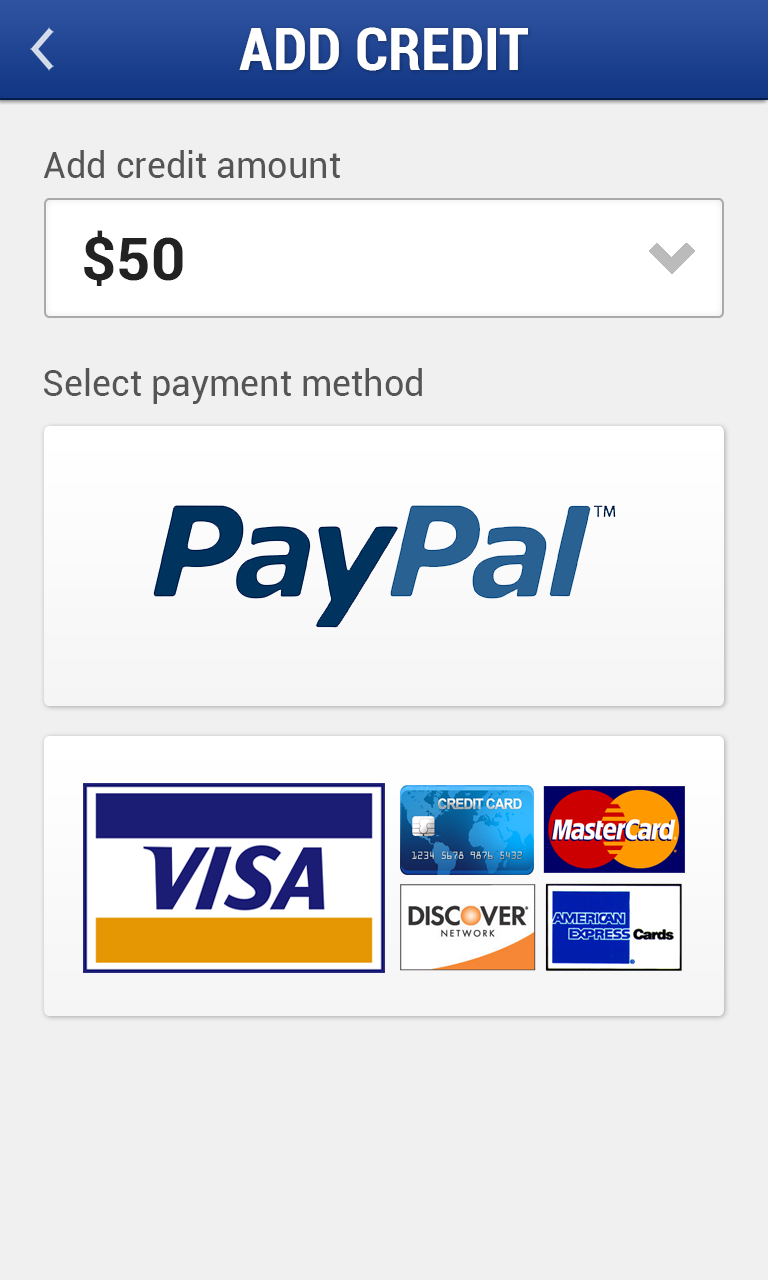 ADD CREDIT
Add credit amount
$50
Select payment method
PayPal™
VISA
CREDIT CARD
1234 5678 9876 5432
MasterCard
DISCOVER
NETWORK
AMERICAN
EXPRESS Cards